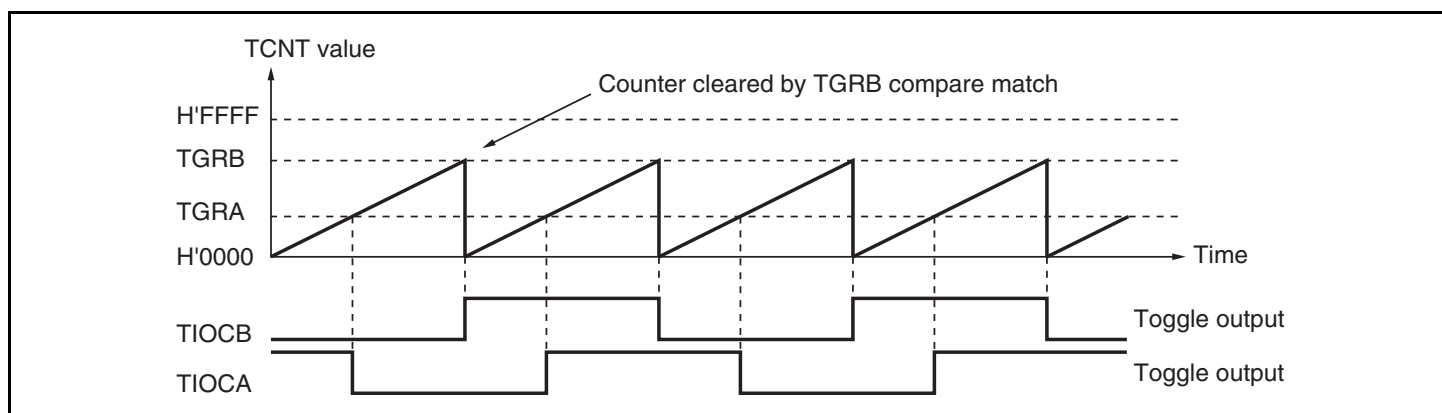 TCNT value
Counter cleared by TGRB compare match
H'FFFF
TGRB
TGRA
H'0000
Time
TIOCB
Toggle output
TIOCA
Toggle output